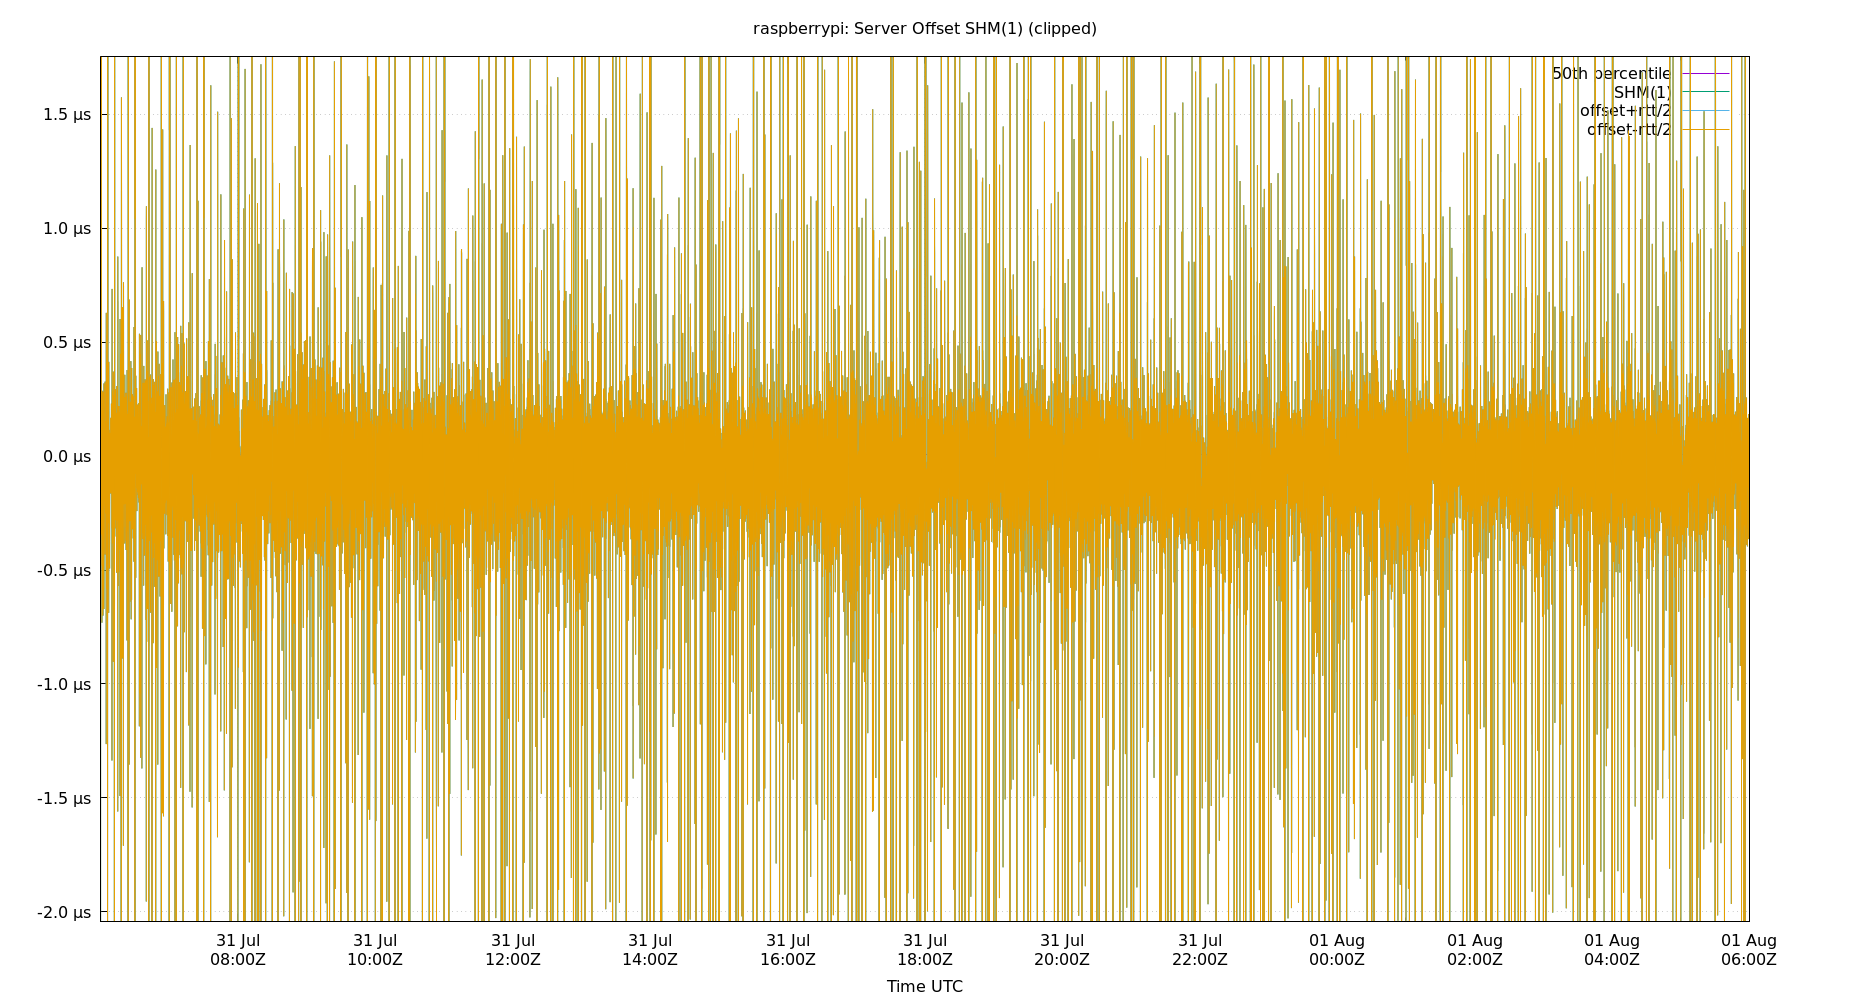 raspberrypi: Server Offset SHM(1) (clipped)
50th percentile
SHM(1)
offset+rtt/2
offset-rtt/2
1.5 µs
1.0 µs
0.5 µs
0.0 µs
-0.5 µs
-1.0 µs
-1.5 µs
-2.0 µs
31 Jul 31 Jul 31 Jul 31 Jul 31 Jul 31 Jul 31 Jul 31 Jul 01 Aug 01 Aug 01 Aug 01 Aug
08:00Z 10:00Z 12:00Z 14:00Z 16:00Z 18:00Z 20:00Z 22:00Z 00:00Z 02:00Z 04:00Z 06:00Z
Time UTC